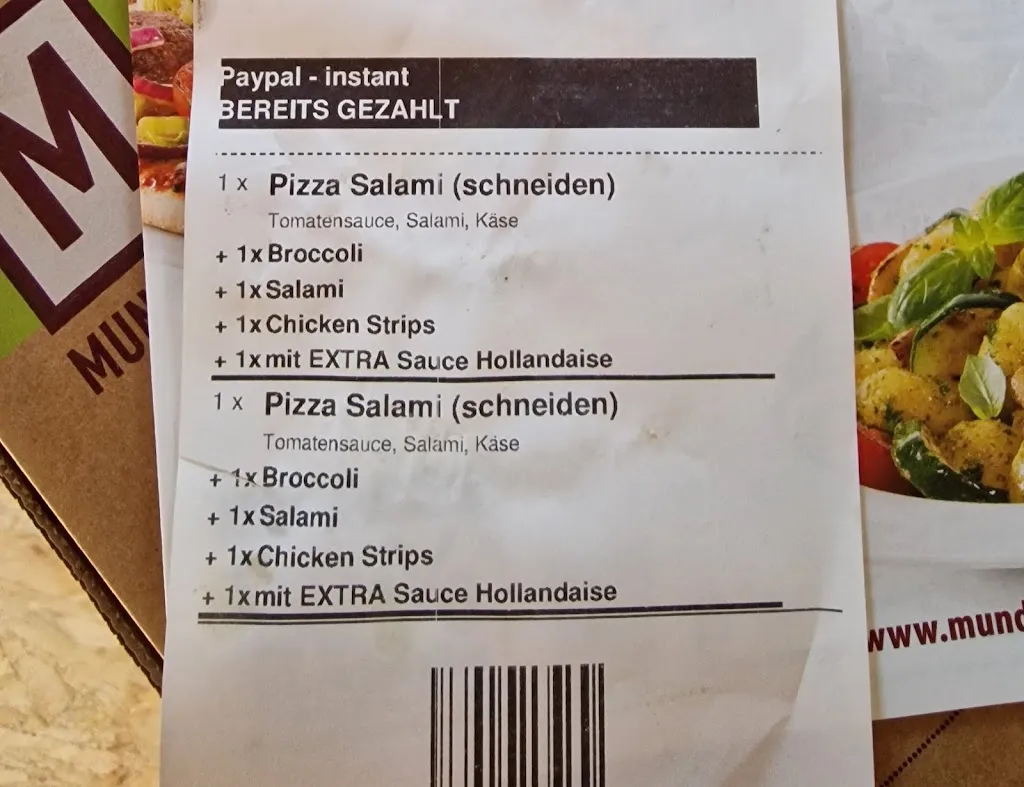 M
MUN
Paypal - instant
BEREITS GEZAHLT
1 x Pizza Salami (schneiden)
Tomatensauce, Salami, Käse
+ 1x Broccoli
+ 1x Salami
+ 1x Chicken Strips
+ 1x mit EXTRA Sauce Hollandaise
1 x Pizza Salami (schneiden)
Tomatensauce, Salami, Käse
+ 1x Broccoli
+ 1x Salami
+ 1x Chicken Strips
+ 1x mit EXTRA Sauce Hollandaise
www.mund